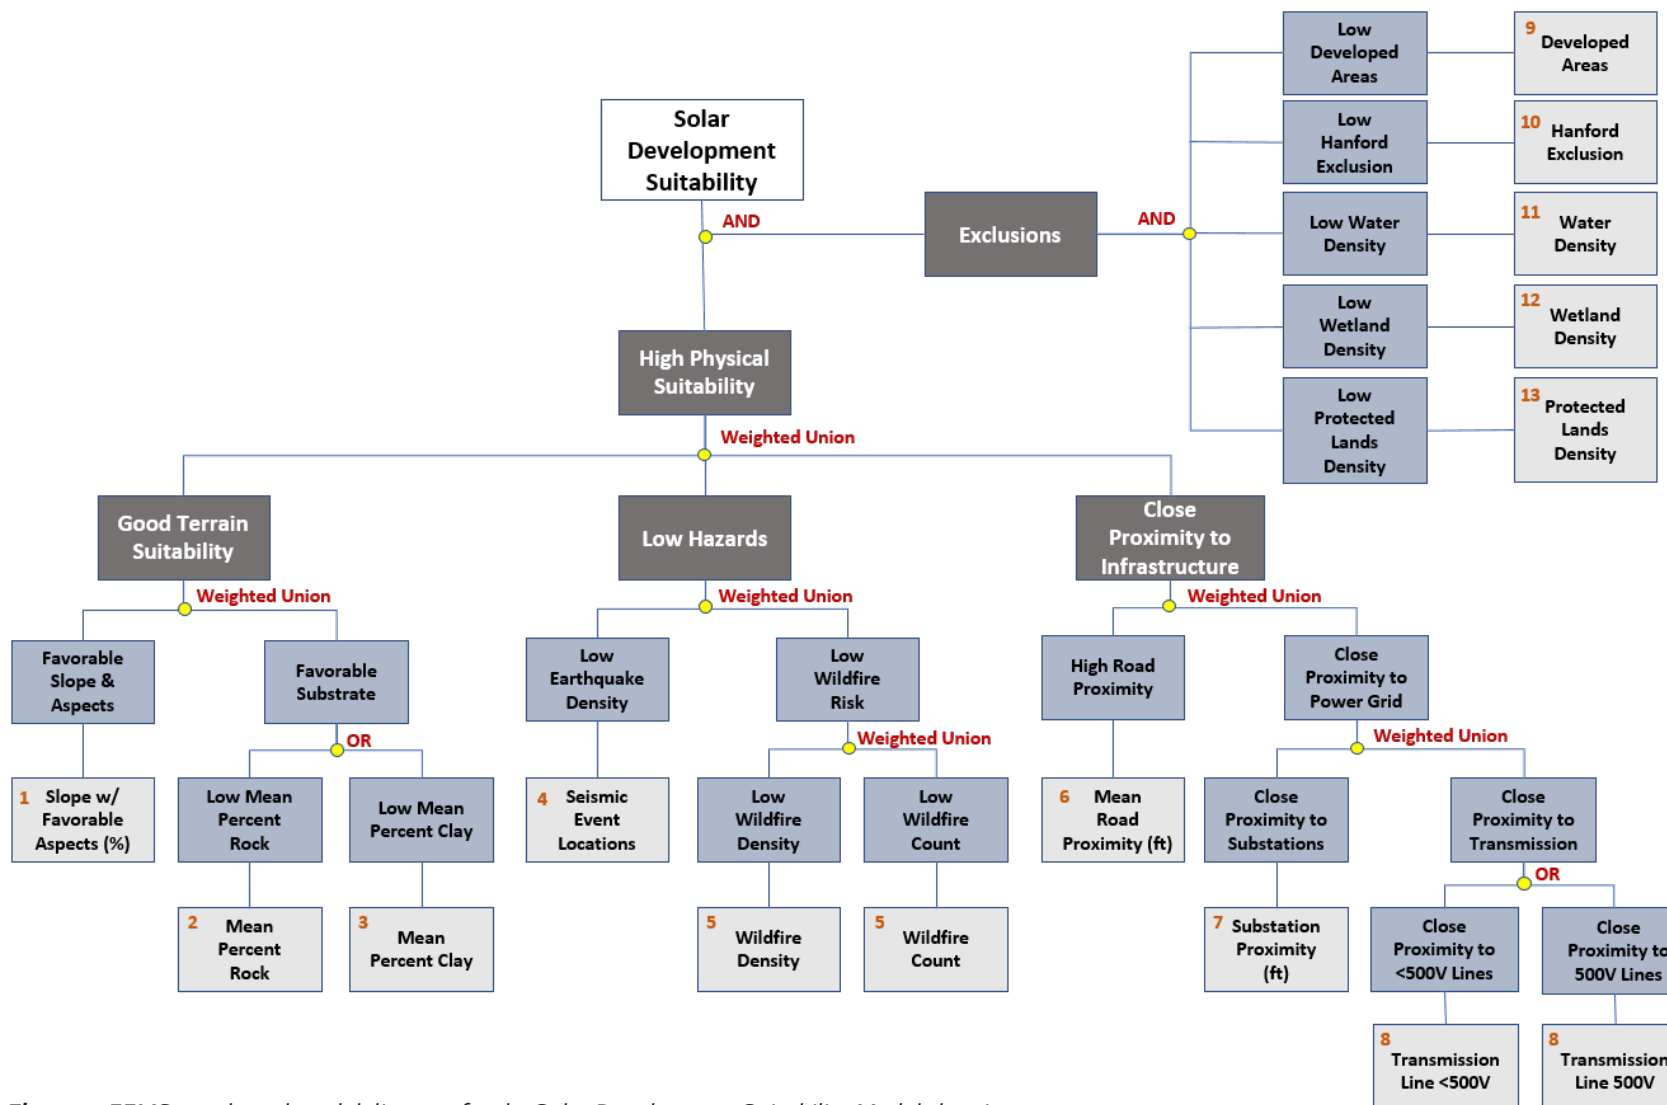 Solar
Development
Suitability
AND
Exclusions
AND
Low
Developed
Areas
9
Developed
Areas
Low
Hanford
Exclusion
10
Hanford
Exclusion
Low Water
Density
11
Water
Density
Low
Wetland
Density
12
Wetland
Density
Low
Protected
Lands
Density
13
Protected
Lands
Density
High Physical
Suitability
Weighted Union
Good Terrain
Suitability
Low Hazards
Close
Proximity to
Infrastructure
Weighted Union
Weighted Union
Weighted Union
Favorable
Slope &
Aspects
Favorable
Substrate
Low
Earthquake
Density
Low
Wildfire
Risk
High Road
Proximity
Close
Proximity to
Power Grid
OR
Weighted Union
Weighted Union
1
Slope w/
Favorable
Aspects (%)
Low Mean
Percent
Rock
Low Mean
Percent Clay
4
Seismic
Event
Locations
Low
Wildfire
Density
Low
Wildfire
Count
6
Mean
Road
Proximity (ft)
Close
Proximity to
Substations
Close
Proximity to
Transmission
OR
2
Mean
Percent
Rock
3
Mean
Percent Clay
5
Wildfire
Density
5
Wildfire
Count
7
Substation
Proximity
(ft)
Close
Proximity to
<500V Lines
Close
Proximity to
500V Lines
8
Transmission
Line <500V
8
Transmission
Line 500V